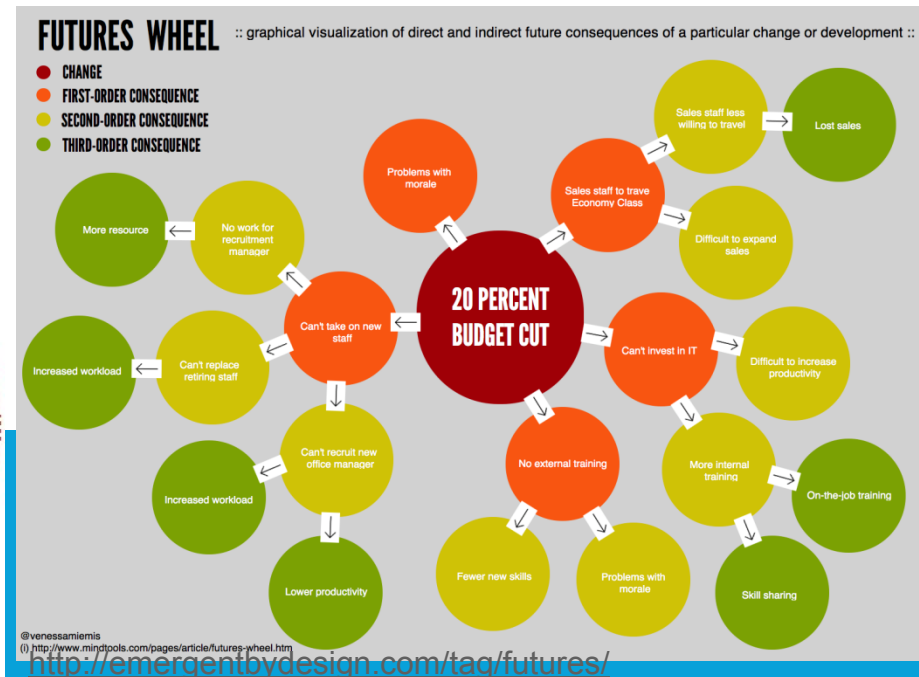 FUTURES WHEEL
:: graphical visualization of direct and indirect future consequences of a particular change or development ::
CHANGE
FIRST-ORDER CONSEQUENCE
SECOND-ORDER CONSEQUENCE
THIRD-ORDER CONSEQUENCE
Problems with
morale
Sales staff to trave
Economy Class
Sales staff less
willing to travel
Lost sales
Difficult to expand
sales
More resource
No work for
recruitment
manager
20 PERCENT
BUDGET CUT
Can't take on new
staff
Can't invest in IT
Increased workload
Can't replace
retiring staff
Difficult to increase
productivity
Can't recruit new
office manager
No external training
More internal
training
On-the-job training
Increased workload
Lower productivity
Fewer new skills
Problems with
morale
Skill sharing
@venessamiemis
(i) http://www.mindtools.com/pages/article/futures-wheel.htm
http://emergentbydesign.com/tag/futures/